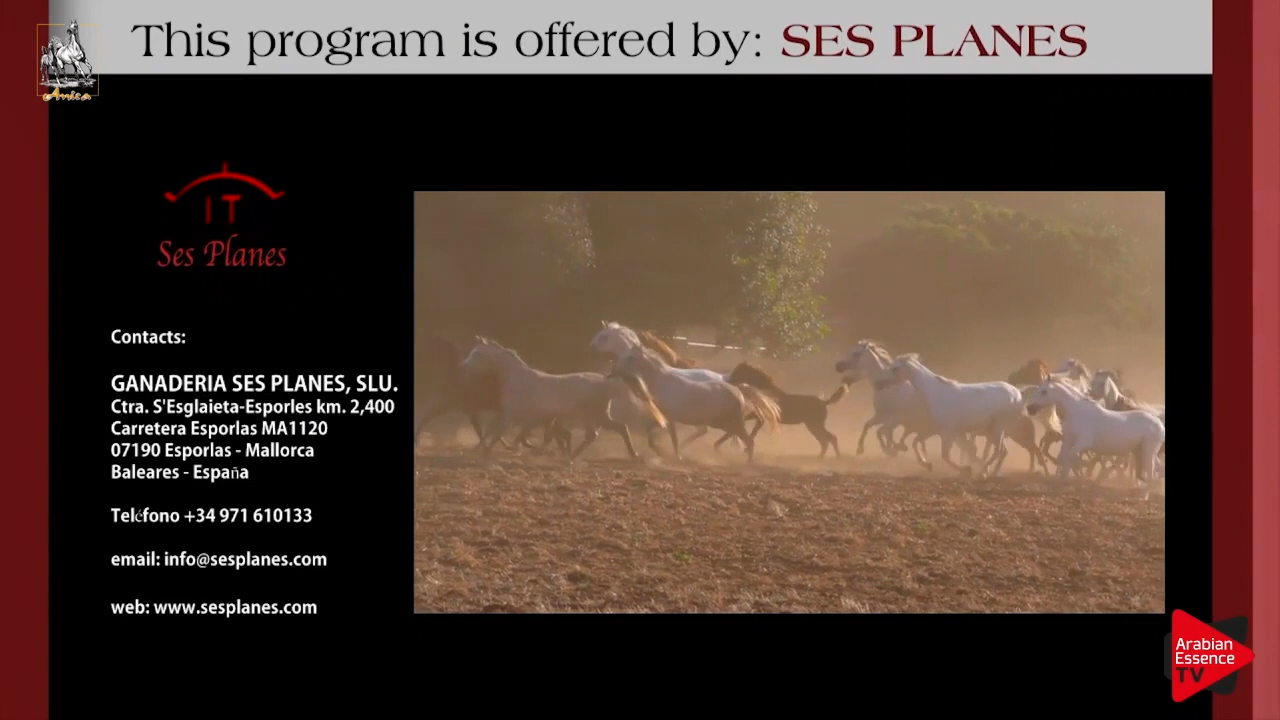 This program is offered by: SES PLANES
Anica
I T
Ses Planes
Contacts:
GANADERIA SES PLANES, SLU.
Ctra. S'Esglaieta-Esporles km. 2,400
Carretera Esporlas MA1120
07190 Esporlas - Mallorca
Baleares - España
Teléfono +34 971 610133
email: info@sesplanes.com
web: www.sesplanes.com
Arabian
Essence
TV